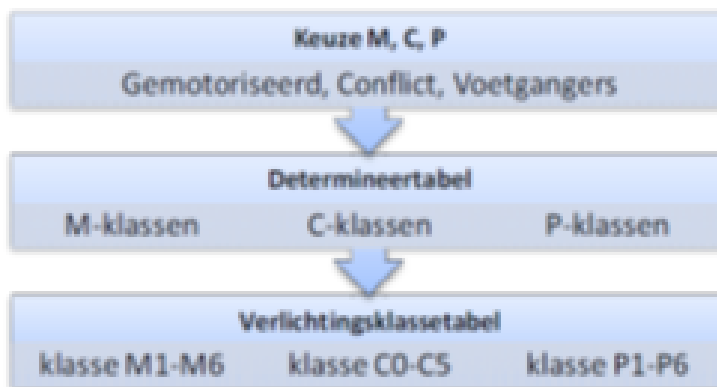 Keuze M, C, P
Gemotoriseerd, Conflict, Voetgangers
Determineertabel
M-klassen C-klassen P-klassen
Verlichtingsklassetabel
klasse M1-M6 klasse C0-C5 klasse P1-P6